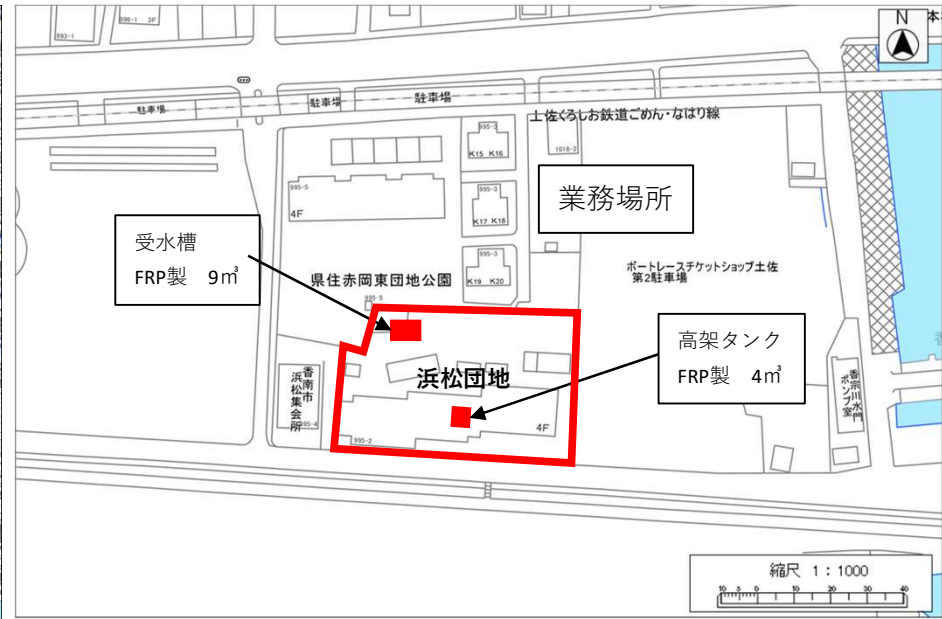 996-1 3F
993-1
N
本
駐車場
駐車場
駐車場
土佐くろしお鉄道ごめん・なはり線
995-3
K15 K16
1016-2
995-5
4F
995-3
K17 K18
業務場所
受水槽
FRP製 9㎥
県住赤岡東団地公園
995-3
K19 K20
ボートレースチケットショップ土佐
第2駐車場
995-5
高架タンク
FRP製 4㎥
浜松団地
香南市
浜松集会所
995-4
香宗川水門
ポンプ室
4F
995-2
縮尺 1：1000
10 5 0 10 20 30 40